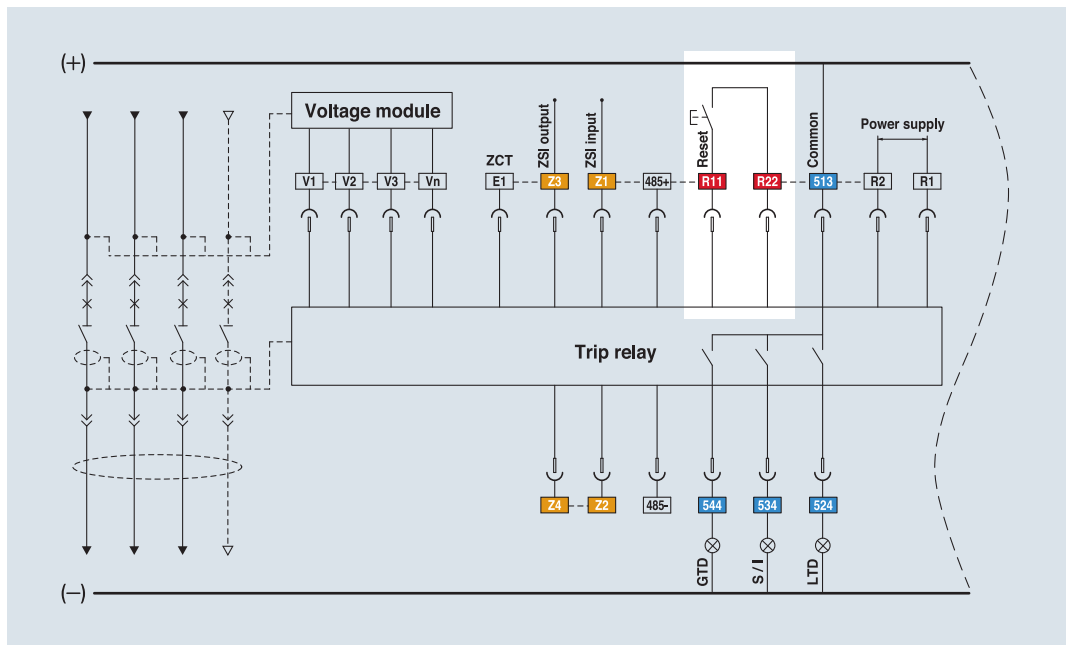 (+)
Voltage module
ZCT
ZSI output
ZSI input
Reset
Common
Power supply
V1 V2 V3 Vn E1 Z3 Z1 485+ R11 R22 513 R2 R1
Trip relay
Z4 Z2 485- 544 534 524
GTD
S / I
LTD
(−)